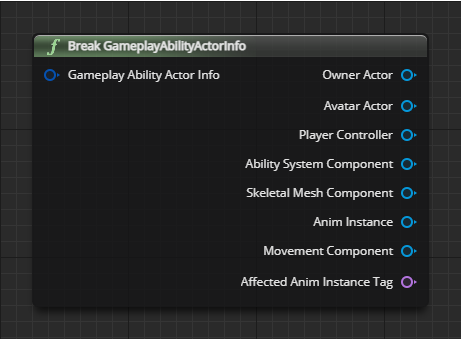 f Break GameplayAbilityActorInfo
Gameplay Ability Actor Info Owner Actor
Avatar Actor
Player Controller
Ability System Component
Skeletal Mesh Component
Anim Instance
Movement Component
Affected Anim Instance Tag